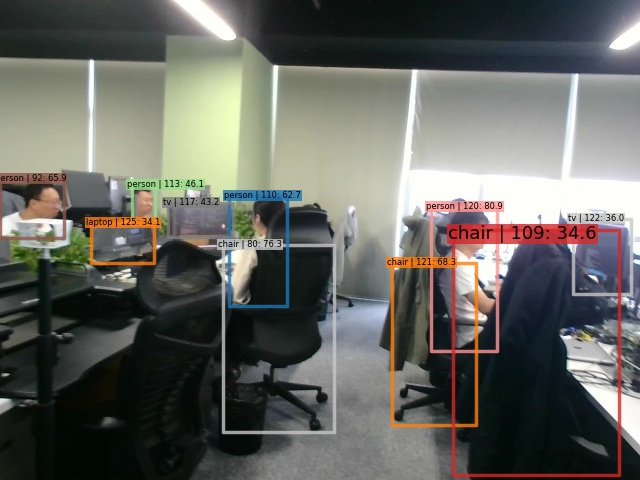 person | 92: 65.9
person | 113: 46.1
person | 110: 62.7
tv | 117: 43.2
person | 120: 80.9
laptop | 125: 34.1
tv | 122: 36.0
chair | 109: 34.6
chair | 80: 76.3
chair | 121: 68.3